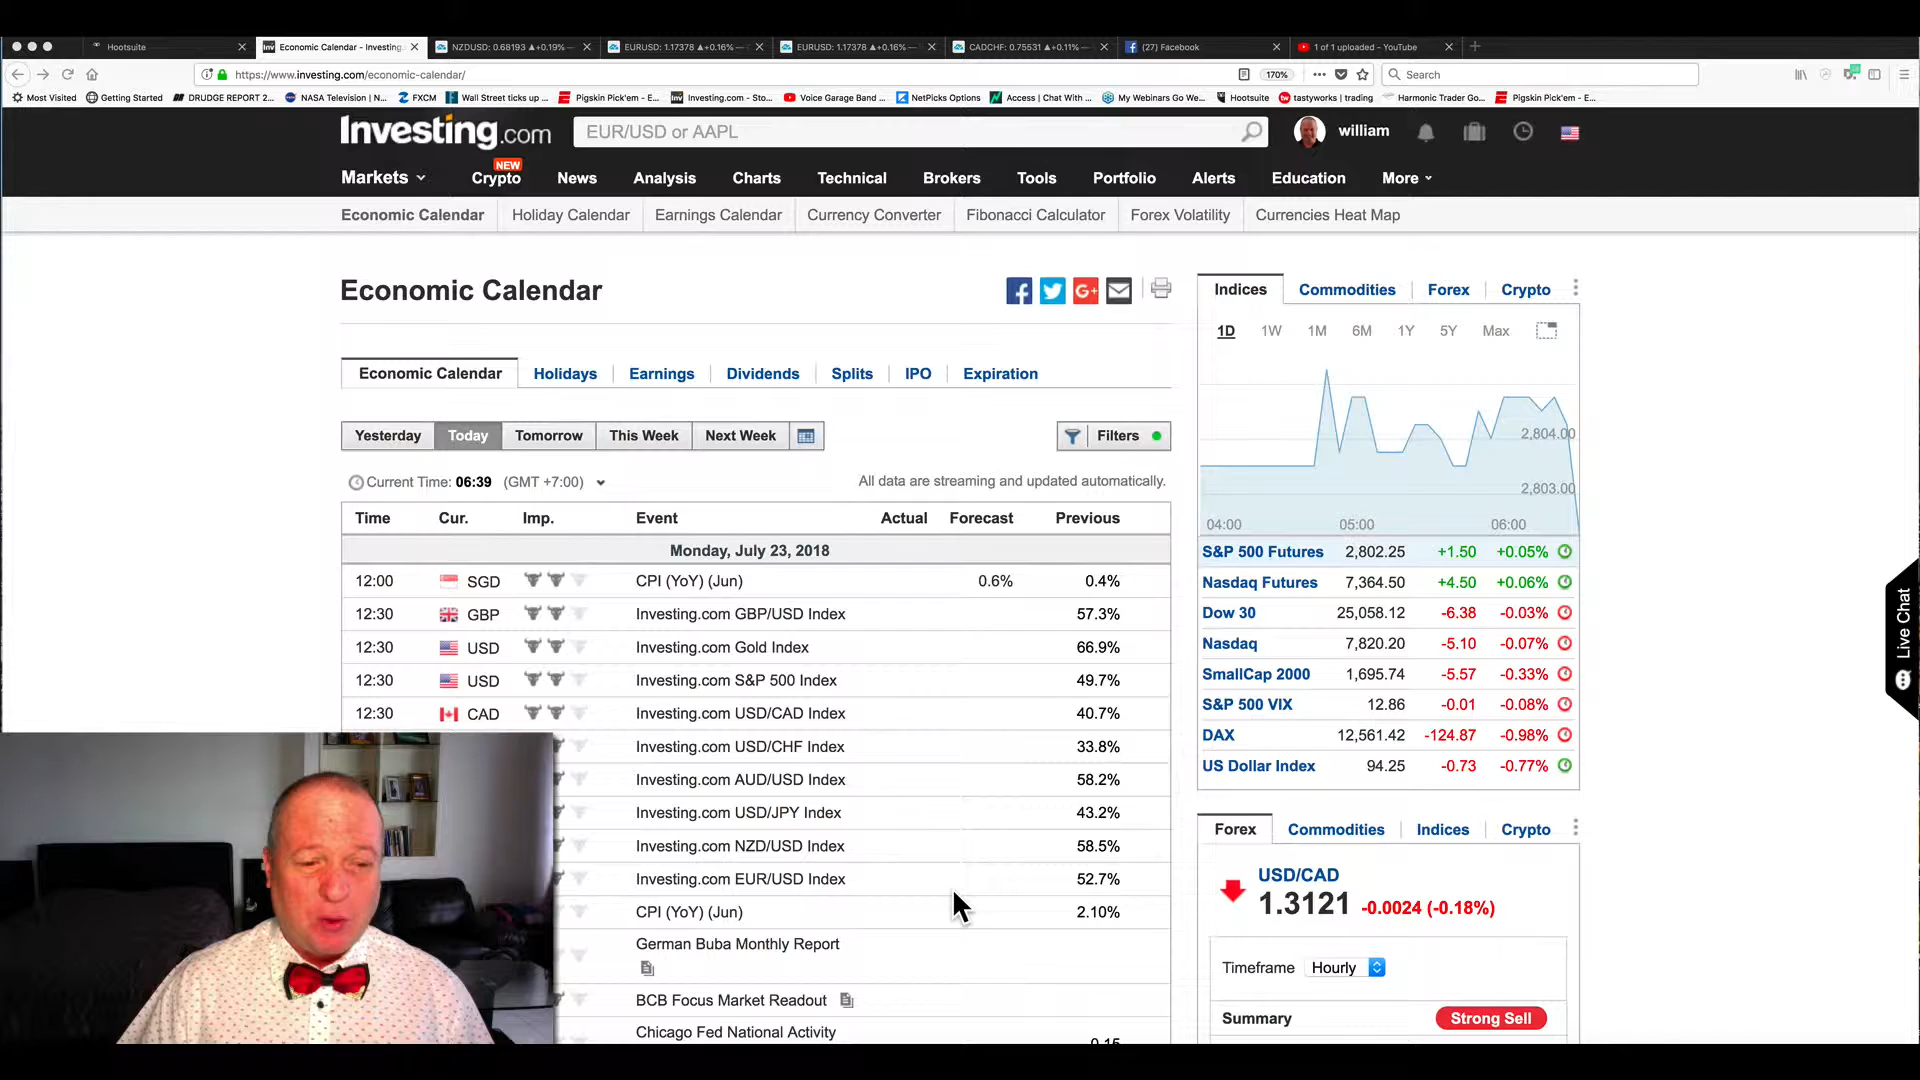 Hootsuite
Economic Calendar - Investing.
NZDUSD: 0.68193 ▲+0.19% —
EURUSD: 1.17378 ▲+0.16% —
EURUSD: 1.17378 ▲+0.16% —
CADCHF: 0.75531 ▲+0.11% —
(27) Facebook
1 of 1 uploaded - YouTube
https://www.investing.com/economic-calendar/
170%
Search
Most Visited
Getting Started
DRUDGE REPORT 2...
NASA Television | N...
FXCM
Wall Street ticks up ...
Pigskin Pick'em - E...
Investing.com - Sto...
Voice Garage Band ...
NetPicks Options
Access | Chat With ...
My Webinars Go We...
Hootsuite
tastyworks | trading
Harmonic Trader Go...
Pigskin Pick'em - E...
Investing.com
EUR/USD or AAPL
william
Markets
NEW
Crypto
News
Analysis
Charts
Technical
Brokers
Tools
Portfolio
Alerts
Education
More
Economic Calendar
Holiday Calendar
Earnings Calendar
Currency Converter
Fibonacci Calculator
Forex Volatility
Currencies Heat Map
Economic Calendar
Economic Calendar
Holidays
Earnings
Dividends
Splits
IPO
Expiration
Yesterday
Today
Tomorrow
This Week
Next Week
Filters
Current Time: 06:39 (GMT +7:00)
All data are streaming and updated automatically.
Time Cur. Imp. Event Actual Forecast Previous
Monday, July 23, 2018
12:00 SGD CPI (YoY) (Jun) 0.6% 0.4%
12:30 GBP Investing.com GBP/USD Index 57.3%
12:30 USD Investing.com Gold Index 66.9%
12:30 USD Investing.com S&P 500 Index 49.7%
12:30 CAD Investing.com USD/CAD Index 40.7%
Investing.com USD/CHF Index 33.8%
Investing.com AUD/USD Index 58.2%
Investing.com USD/JPY Index 43.2%
Investing.com NZD/USD Index 58.5%
Investing.com EUR/USD Index 52.7%
CPI (YoY) (Jun) 2.10%
German Buba Monthly Report
BCB Focus Market Readout
Chicago Fed National Activity
Indices
Commodities
Forex
Crypto
1D 1W 1M 6M 1Y 5Y Max
2,804.00
2,803.00
04:00 05:00 06:00
S&P 500 Futures 2,802.25 +1.50 +0.05%
Nasdaq Futures 7,364.50 +4.50 +0.06%
Dow 30 25,058.12 -6.38 -0.03%
Nasdaq 7,820.20 -5.10 -0.07%
SmallCap 2000 1,695.74 -5.57 -0.33%
S&P 500 VIX 12.86 -0.01 -0.08%
DAX 12,561.42 -124.87 -0.98%
US Dollar Index 94.25 -0.73 -0.77%
Forex
Commodities
Indices
Crypto
USD/CAD
1.3121 -0.0024 (-0.18%)
Timeframe Hourly
Summary Strong Sell
Live Chat